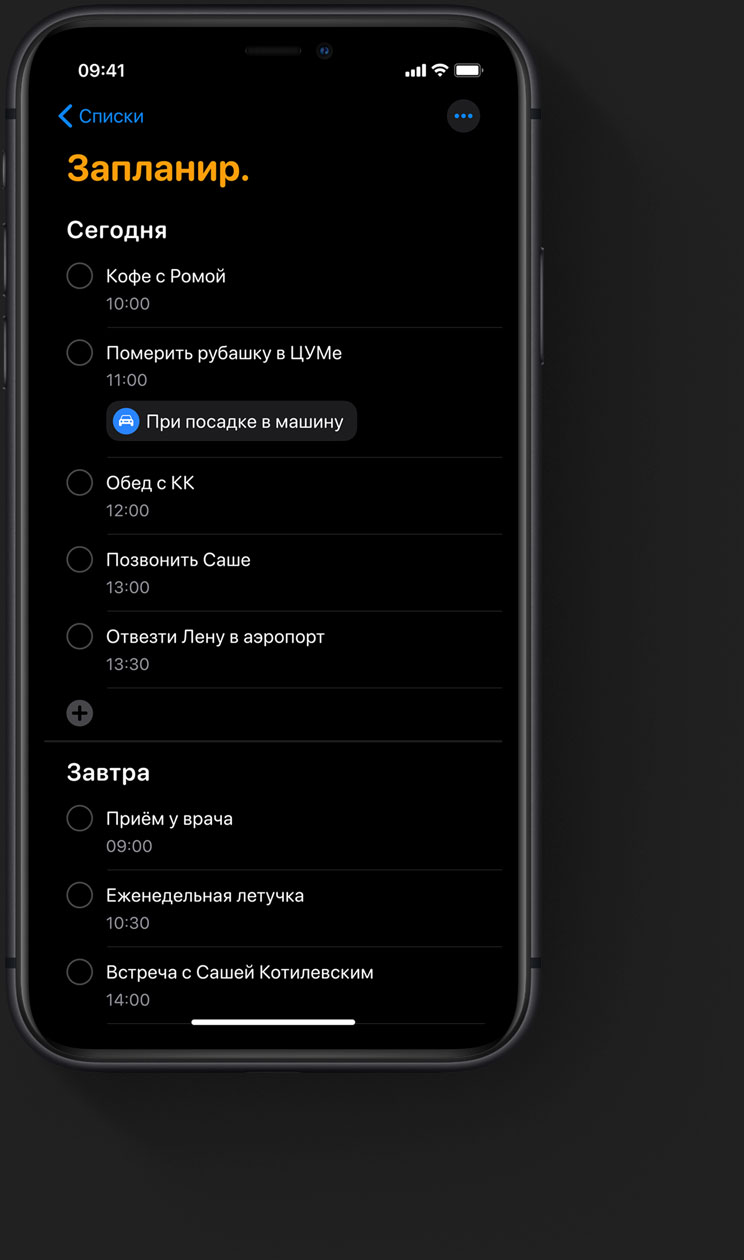 09:41
Списки
Запланир.
Сегодня
Кофе с Ромой
10:00
Померить рубашку в ЦУМе
11:00
При посадке в машину
Обед с КК
12:00
Позвонить Саше
13:00
Отвезти Лену в аэропорт
13:30
Завтра
Приём у врача
09:00
Еженедельная летучка
10:30
Встреча с Сашей Котилевским
14:00